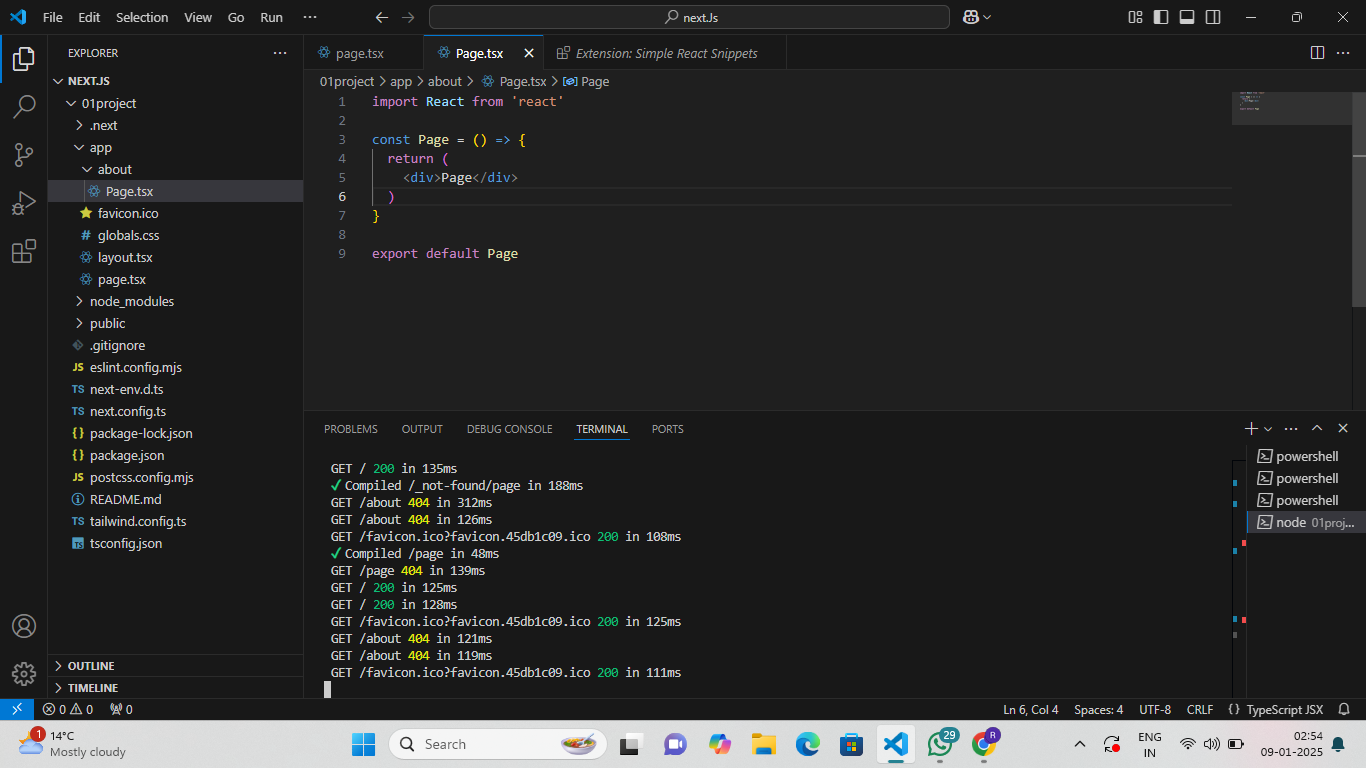 File Edit Selection View Go Run ···
next.Js
EXPLORER ···
page.tsx Page.tsx Extension: Simple React Snippets ···
NEXT.JS
01project
.next
app
about
Page.tsx
favicon.ico
globals.css
layout.tsx
page.tsx
node_modules
public
.gitignore
JS eslint.config.mjs
TS next-env.d.ts
TS next.config.ts
{} package-lock.json
{} package.json
JS postcss.config.mjs
README.md
TS tailwind.config.ts
TS tsconfig.json
OUTLINE
TIMELINE
01project > app > about > Page.tsx > Page
1 import React from 'react'
2
3 const Page = () => {
4 return (
5 <div>Page</div>
6 )
7 }
8
9 export default Page
PROBLEMS OUTPUT DEBUG CONSOLE TERMINAL PORTS
GET / 200 in 135ms
✓ Compiled /_not-found/page in 188ms
GET /about 404 in 312ms
GET /about 404 in 126ms
GET /favicon.ico?favicon.45db1c09.ico 200 in 108ms
✓ Compiled /page in 48ms
GET /page 404 in 139ms
GET / 200 in 125ms
GET / 200 in 128ms
GET /favicon.ico?favicon.45db1c09.ico 200 in 125ms
GET /about 404 in 121ms
GET /about 404 in 119ms
GET /favicon.ico?favicon.45db1c09.ico 200 in 111ms
powershell
powershell
powershell
node 01proj...
0 0 0
Ln 6, Col 4 Spaces: 4 UTF-8 CRLF {} TypeScript JSX
1
14°C
Mostly cloudy
Search
29
R
ENG
IN
02:54
09-01-2025